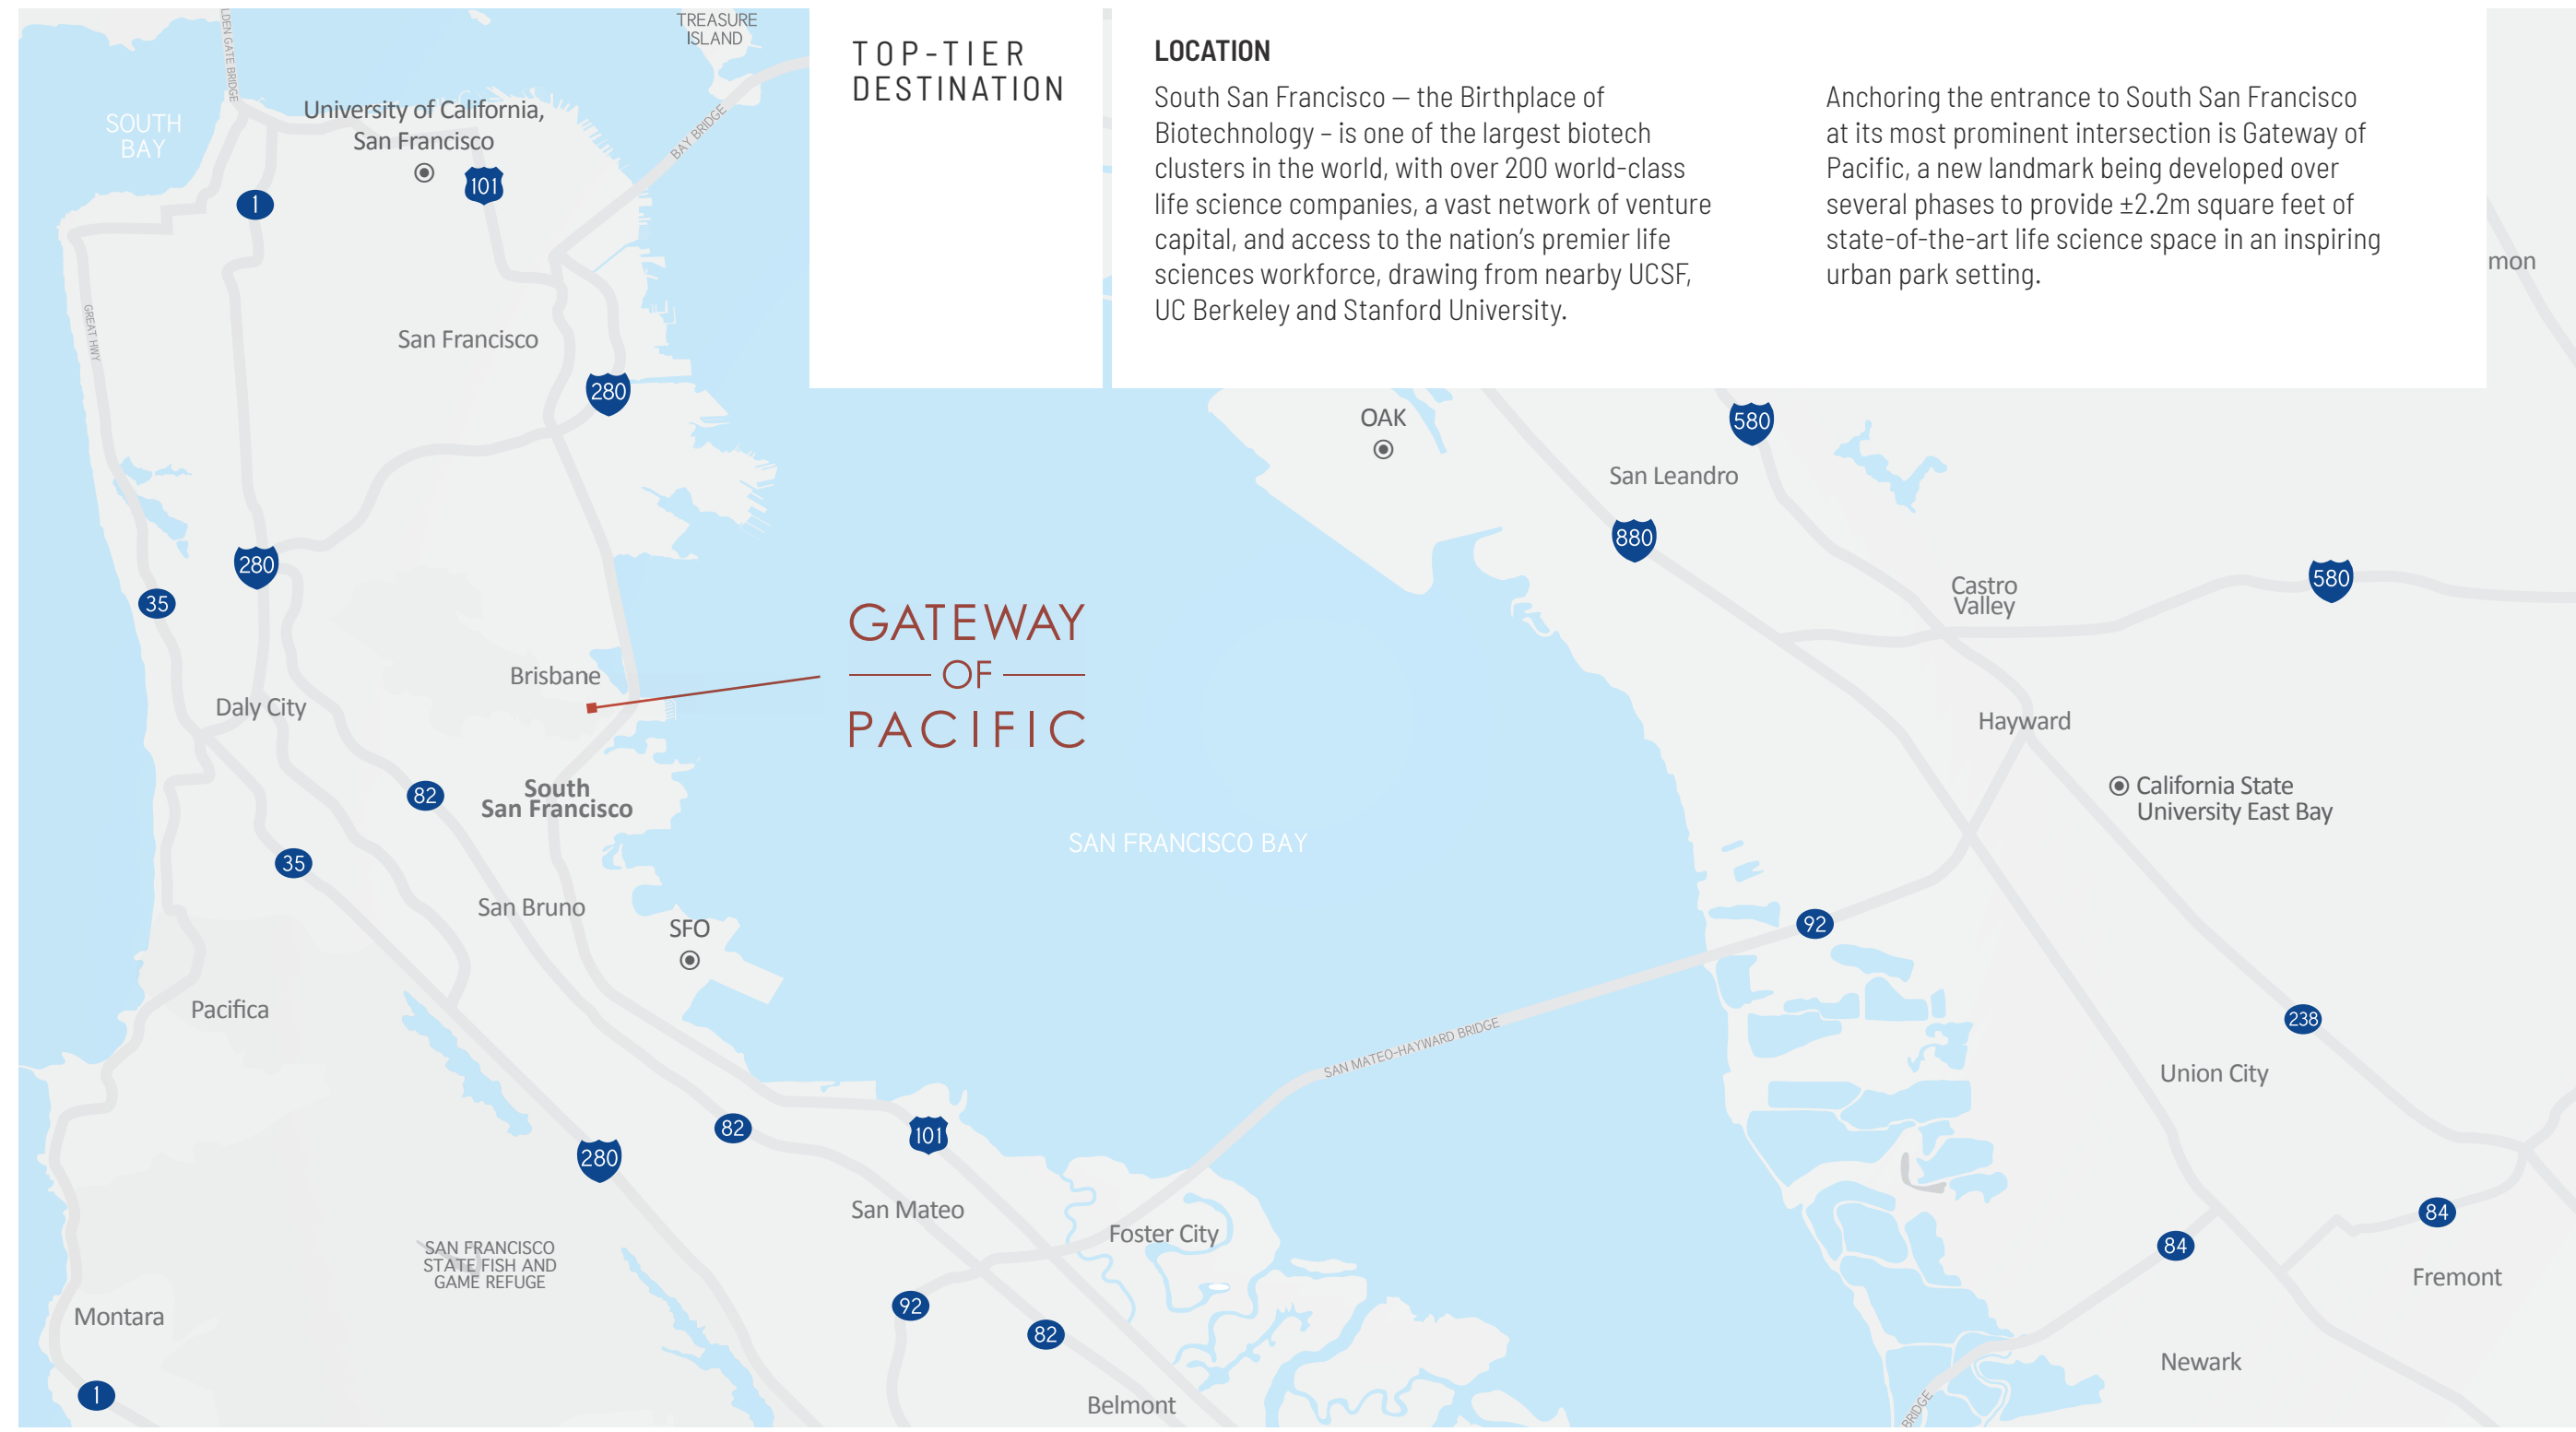 TOP-TIER
DESTINATION
LOCATION
South San Francisco — the Birthplace of
Biotechnology – is one of the largest biotech
clusters in the world, with over 200 world-class
life science companies, a vast network of venture
capital, and access to the nation's premier life
sciences workforce, drawing from nearby UCSF,
UC Berkeley and Stanford University.
Anchoring the entrance to South San Francisco
at its most prominent intersection is Gateway of
Pacific, a new landmark being developed over
several phases to provide ±2.2m square feet of
state-of-the-art life science space in an inspiring
urban park setting.
TREASURE
ISLAND
LDEN GATE BRIDGE
SOUTH
BAY
University of California,
San Francisco
BAY BRIDGE
101
1
mon
GREAT HWY
San Francisco
280
OAK
580
San Leandro
880
280
580
35
Castro
Valley
GATEWAY
OF
PACIFIC
Brisbane
Daly City
Hayward
82
South
San Francisco
California State
University East Bay
SAN FRANCISCO BAY
35
San Bruno
SFO
92
Pacifica
238
SAN MATEO-HAYWARD BRIDGE
Union City
82
101
280
San Mateo
Foster City
84
84
SAN FRANCISCO
STATE FISH AND
GAME REFUGE
Fremont
92
Montara
82
Newark
1
Belmont
BRIDGE